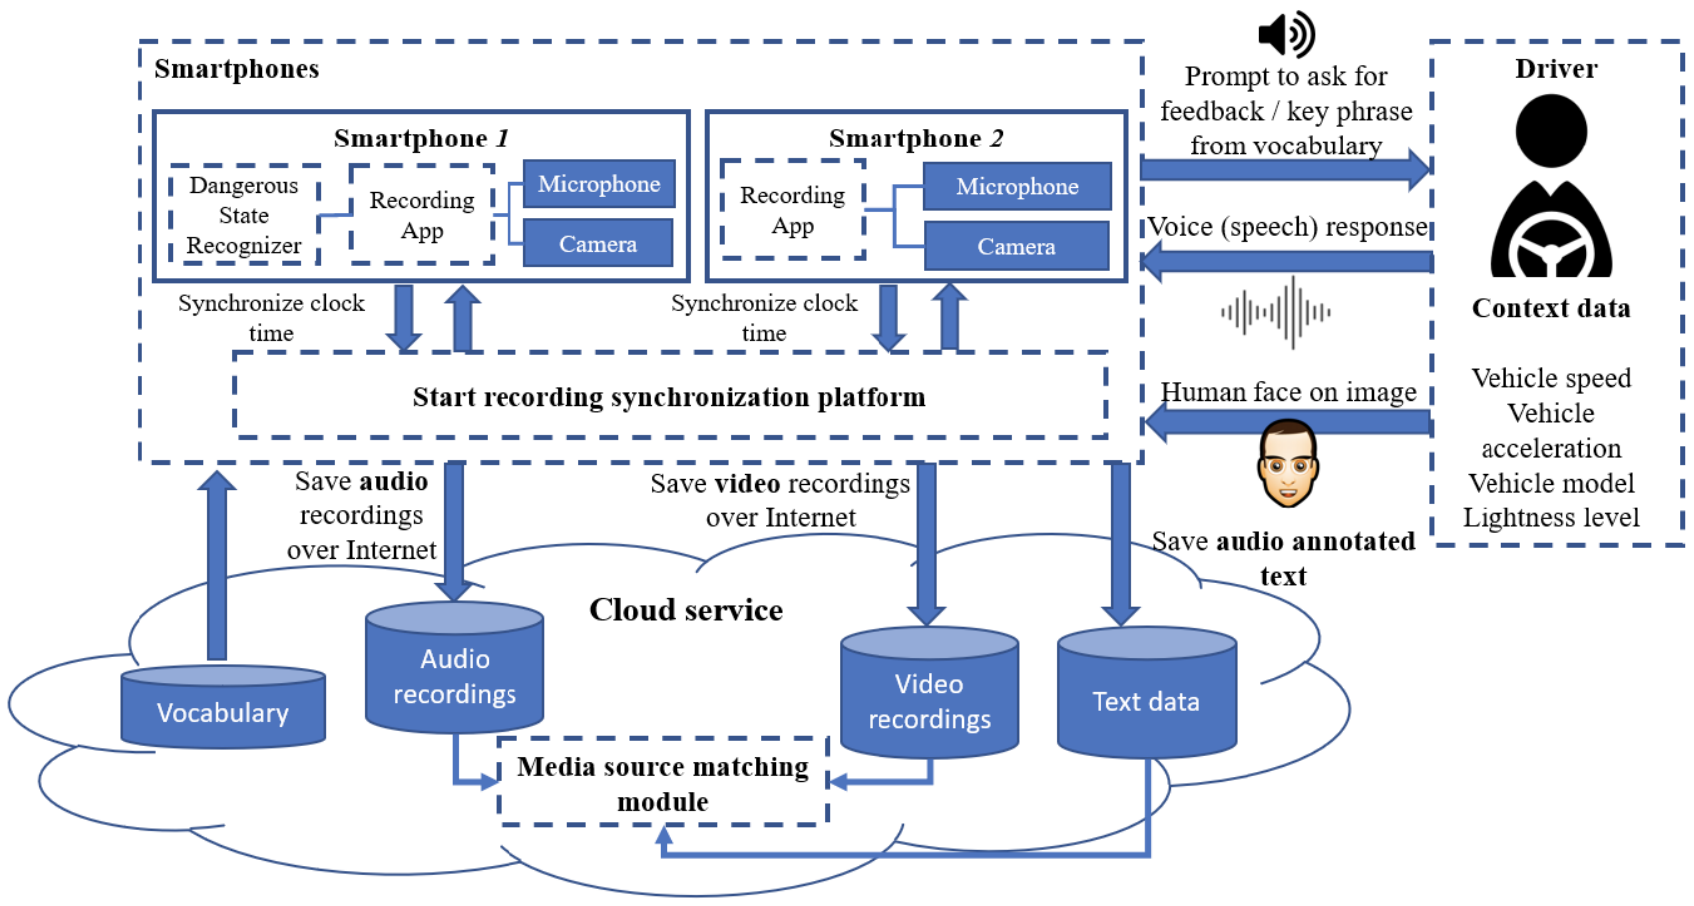 Smartphones
Smartphone 1
Dangerous
State
Recognizer
Recording
App
Microphone
Camera
Smartphone 2
Recording
App
Microphone
Camera
Synchronize clock
time
Synchronize clock
time
Start recording synchronization platform
Prompt to ask for
feedback / key phrase
from vocabulary
Voice (speech) response
Human face on image
Driver
Context data
Vehicle speed
Vehicle
acceleration
Vehicle model
Lightness level
Save audio
recordings
over Internet
Save video recordings
over Internet
Save audio annotated
text
Cloud service
Vocabulary
Audio
recordings
Video
recordings
Text data
Media source matching
module